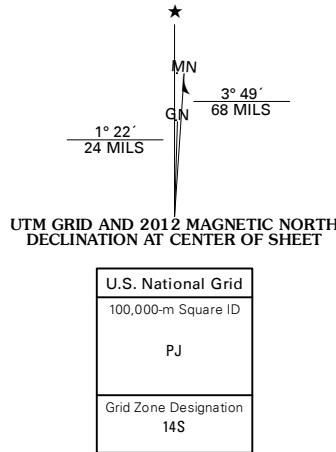 ★
MN
GN
3° 49´
68 MILS
1° 22´
24 MILS
UTM GRID AND 2012 MAGNETIC NORTH
DECLINATION AT CENTER OF SHEET
U.S. National Grid
100,000-m Square ID
PJ
Grid Zone Designation
14S